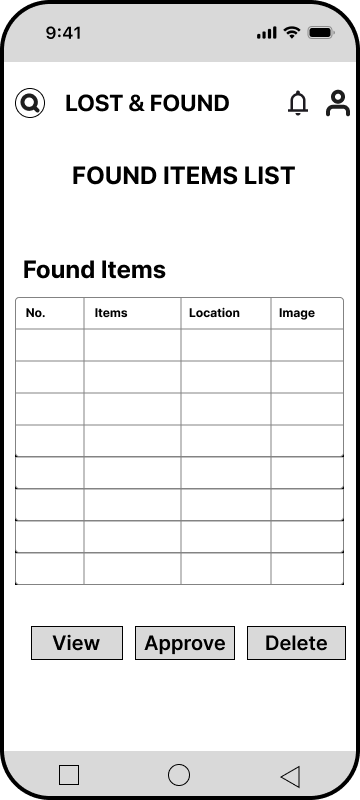 9:41
LOST & FOUND
FOUND ITEMS LIST
Found Items
No. Items Location Image
View Approve Delete